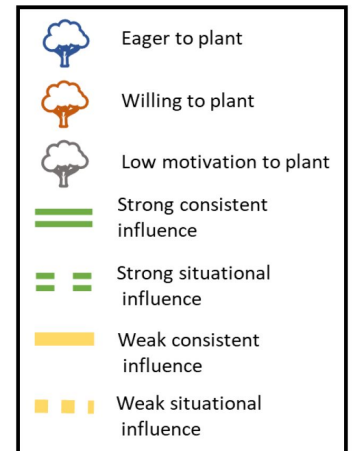 Eager to plant
Willing to plant
Low motivation to plant
Strong consistent
influence
Strong situational
influence
Weak consistent
influence
Weak situational
influence